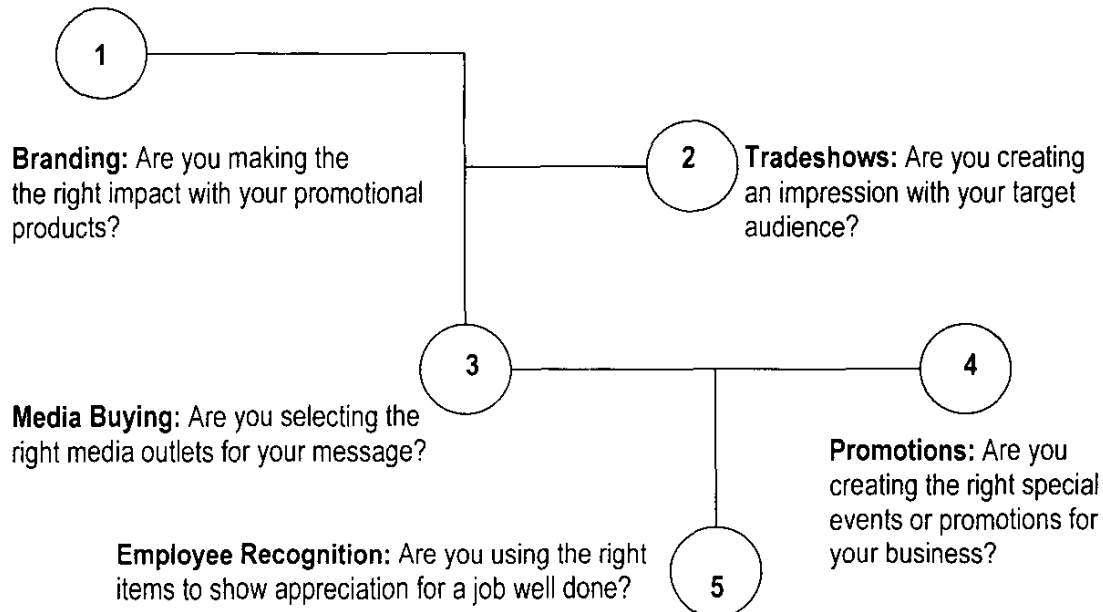 1
Branding: Are you making the
the right impact with your promotional
products?
2
Tradeshows: Are you creating
an impression with your target
audience?
3
Media Buying: Are you selecting the
right media outlets for your message?
4
Promotions: Are you
creating the right special
events or promotions for
your business?
Employee Recognition: Are you using the right
items to show appreciation for a job well done?
5